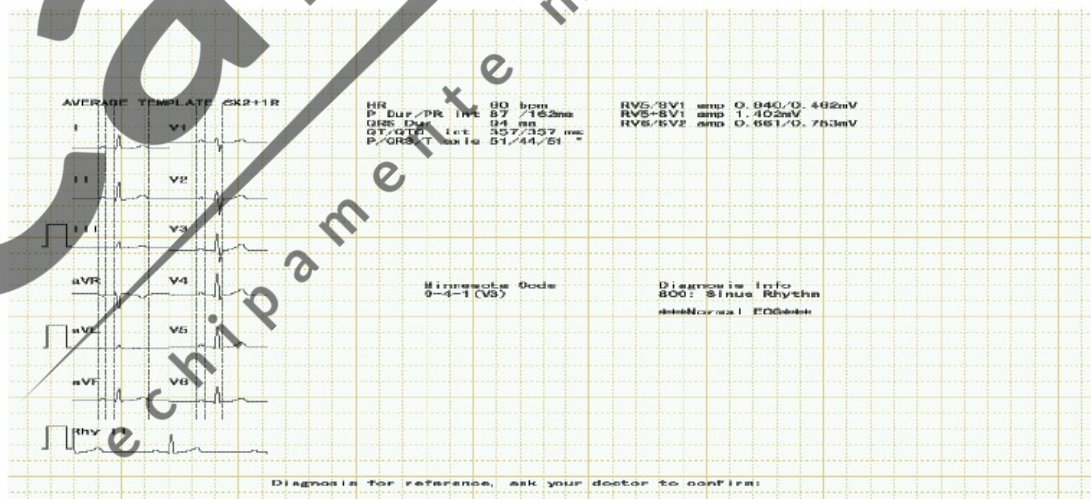 AVERAGE TEMPLATE 6X2+1R
HR 60 bpm
P Dur/PR int 87 /162ms
QRS Dur 94 ms
QT/QTC int 357/357 ms
P/QRS/T axis 51/44/51 °
RV5/SV1 amp 0.940/0.462mV
RV5+SV1 amp 1.402mV
RV6/SV2 amp 0.661/0.763mV
I V1
II V2
III V3
aVR V4
aVL V5
aVF V6
Rhy II
Minnesota Code
9-4-1(V3)
Diagnosis Info
800: Sinus Rhythm
***Normal ECG***
Diagnosis for reference, ask your doctor to confirm:
echipamente m